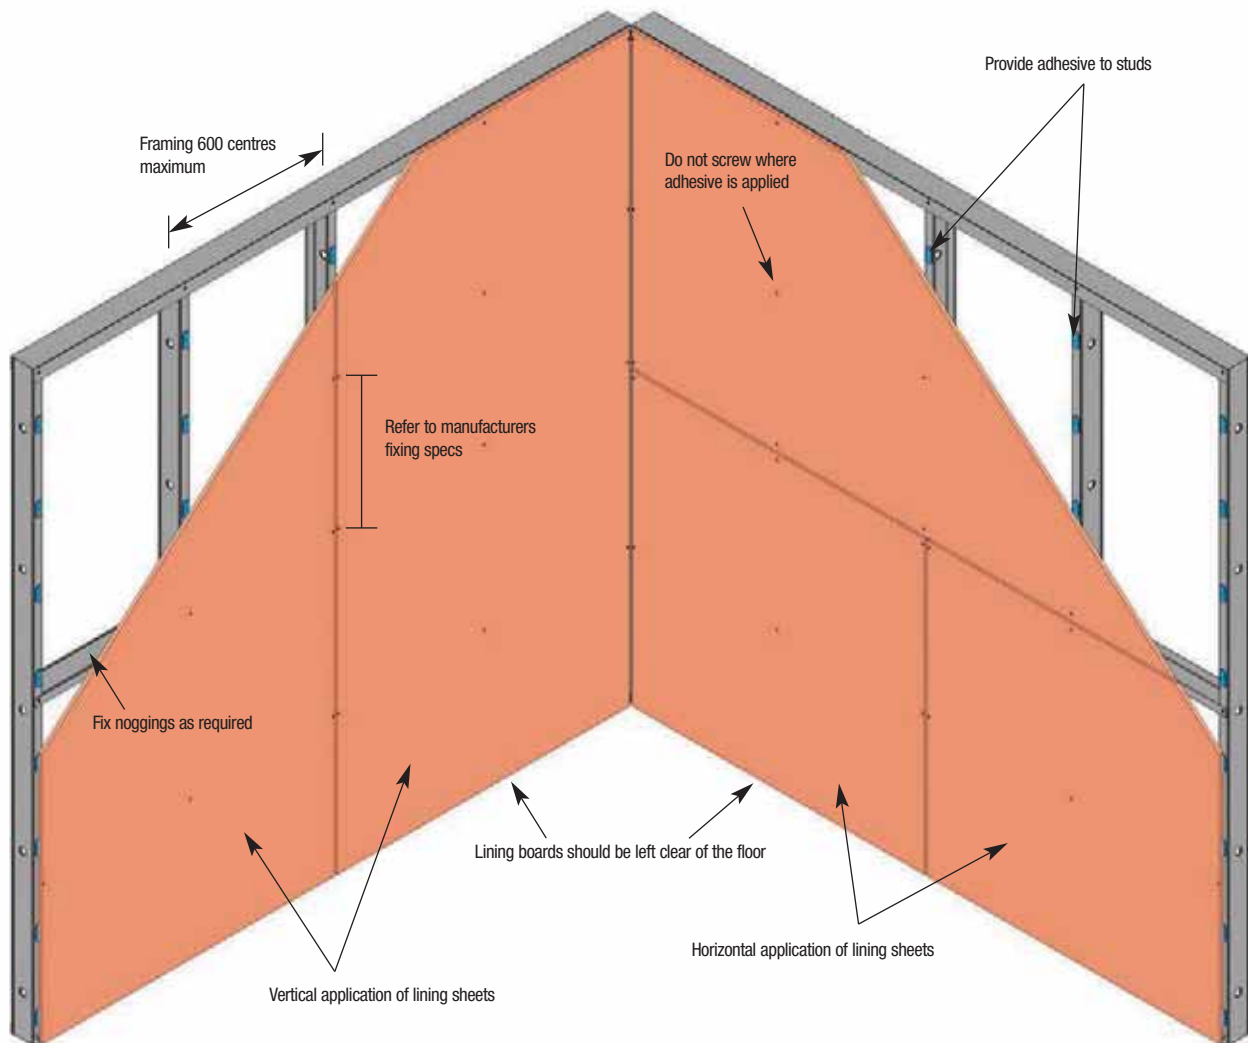 Provide adhesive to studs
Framing 600 centres
maximum
Do not screw where
adhesive is applied
Refer to manufacturers
fixing specs
Fix noggings as required
Lining boards should be left clear of the floor
Horizontal application of lining sheets
Vertical application of lining sheets